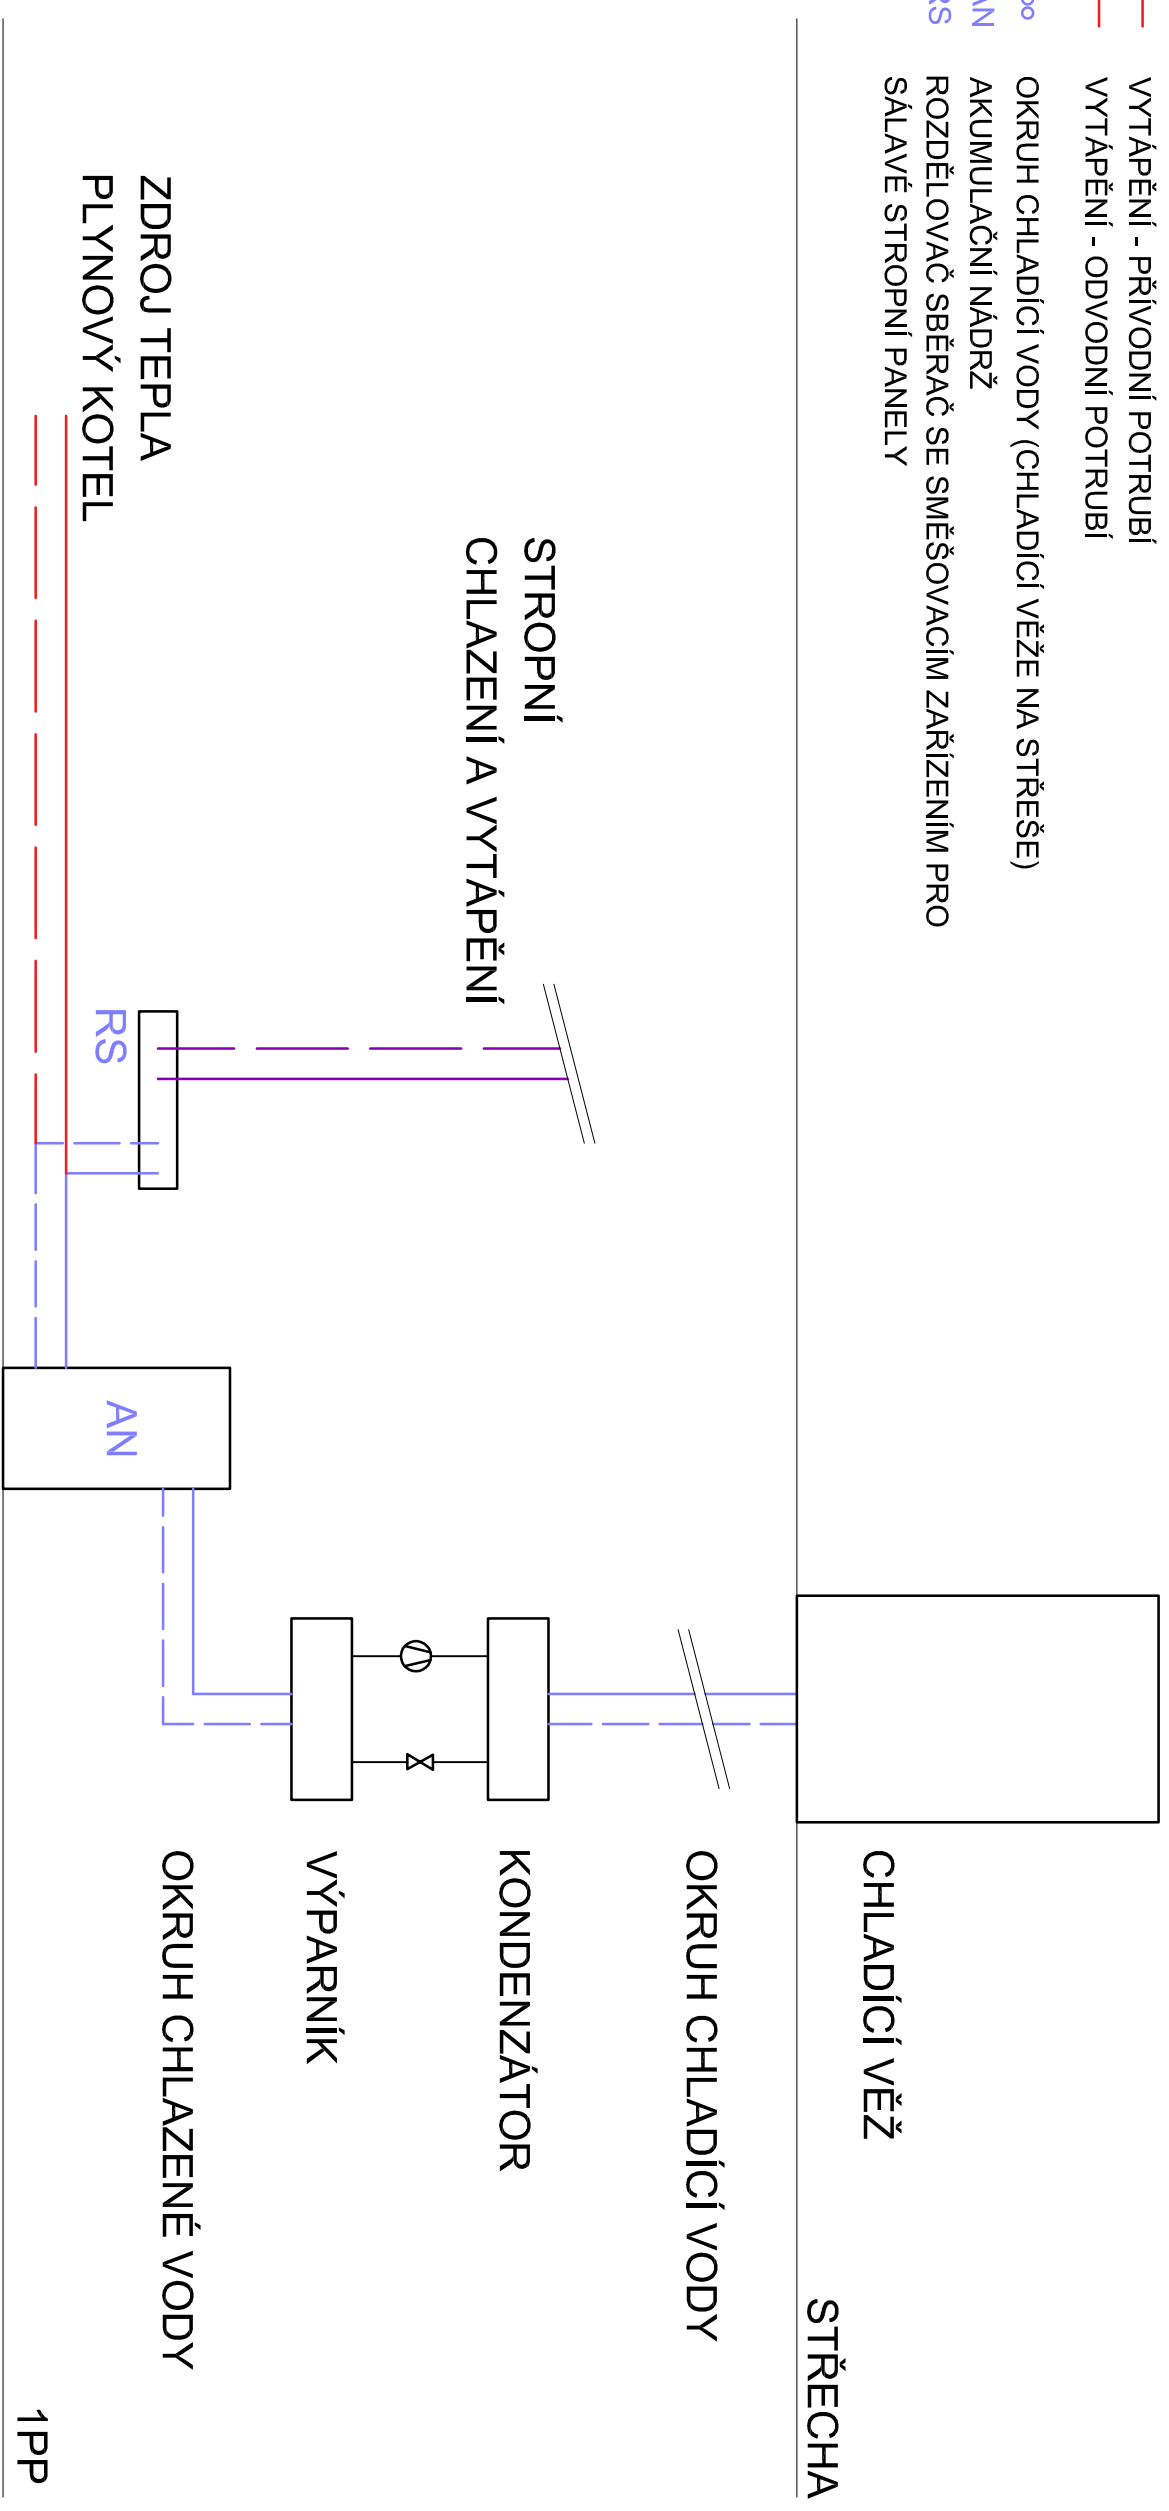 VYTÁPĚNÍ - PŘÍVODNÍ POTRUBÍ
VYTÁPĚNÍ - ODVODNÍ POTRUBÍ
OKRUH CHLADÍCÍ VODY (CHLADÍCÍ VĚŽE NA STŘEŠE)
AKUMULAČNÍ NÁDRŽ
RS ROZDĚLOVAČ SBĚRAČ SE SMĚŠOVACÍM ZAŘÍZENÍM PRO
SÁLAVÉ STROPNÍ PANELY
CHLADÍCÍ VĚŽ
STŘECHA
OKRUH CHLADÍCÍ VODY
STROPNÍ
CHLAZENÍ A VYTÁPĚNÍ
KONDENZÁTOR
VÝPARNÍK
ZDROJ TEPLA
PLYNOVÝ KOTEL
RS
AN
OKRUH CHLAZENÉ VODY
1PP